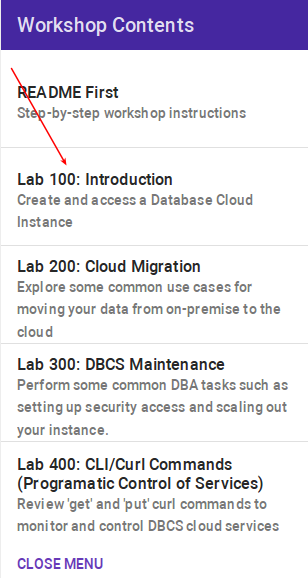 Workshop Contents
README First
Step-by-step workshop instructions
Lab 100: Introduction
Create and access a Database Cloud
Instance
Lab 200: Cloud Migration
Explore some common use cases for
moving your data from on-premise to the
cloud
Lab 300: DBCS Maintenance
Perform some common DBA tasks such as
setting up security access and scaling out
your instance.
Lab 400: CLI/Curl Commands
(Programatic Control of Services)
Review 'get' and 'put' curl commands to
monitor and control DBCS cloud services
CLOSE MENU